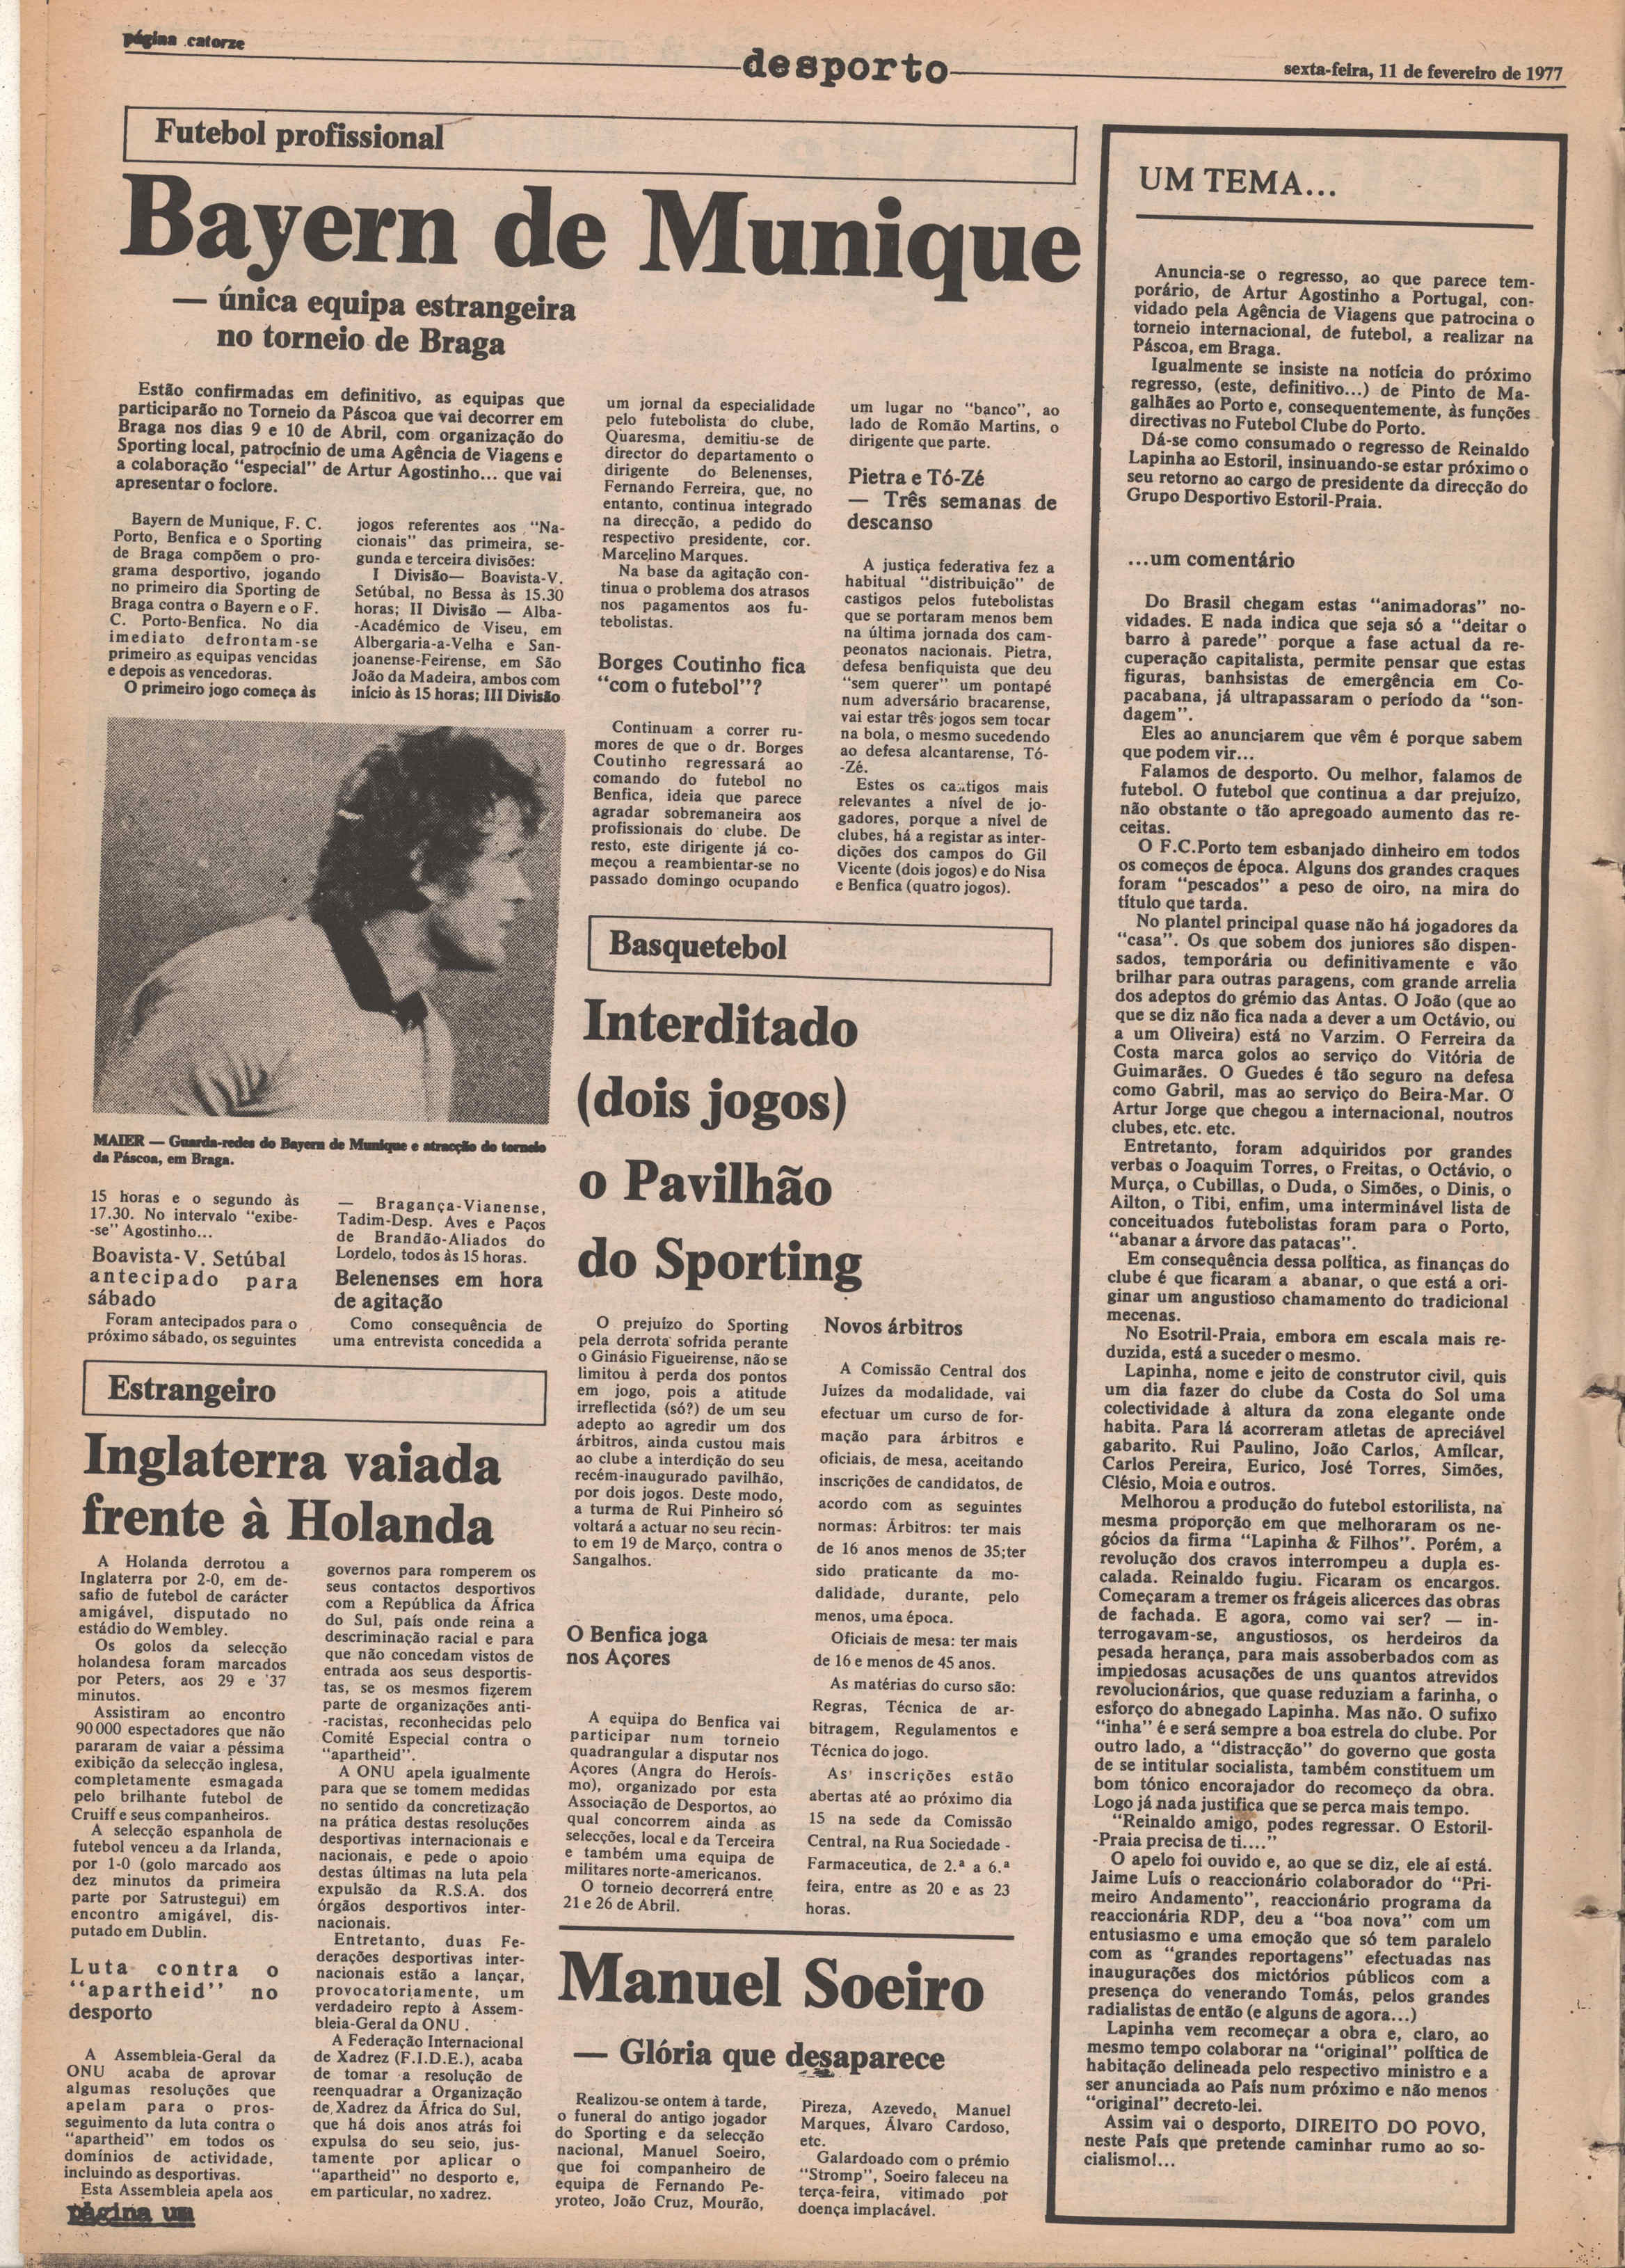 página catorze
desporto
sexta-feira, 11 de fevereiro de 1977
Futebol profissional
Bayern de Munique
— única equipa estrangeira
no torneio de Braga
Estão confirmadas em definitivo, as equipas que
participarão no Torneio da Páscoa que vai decorrer em
Braga nos dias 9 e 10 de Abril, com organização do
Sporting local, patrocínio de uma Agência de Viagens e
a colaboração "especial" de Artur Agostinho... que vai
apresentar o foclore.
Bayern de Munique, F. C.
Porto, Benfica e o Sporting
de Braga compõem o pro-
grama desportivo, jogando
no primeiro dia Sporting de
Braga contra o Bayern e o F.
C. Porto-Benfica. No dia
imediato defrontam-se
primeiro as equipas vencidas
e depois as vencedoras.
O primeiro jogo começa às
MAIER — Guarda-redes do Bayern de Munique e atracção do torneio
da Páscoa, em Braga.
15 horas e o segundo às
17.30. No intervalo "exibe-
-se" Agostinho...
Boavista-V. Setúbal
antecipado para
sábado
Foram antecipados para o
próximo sábado, os seguintes
jogos referentes aos "Na-
cionais" das primeira, se-
gunda e terceira divisões:
I Divisão— Boavista-V.
Setúbal, no Bessa às 15.30
horas; II Divisão — Alba-
-Académico de Viseu, em
Albergaria-a-Velha e San-
joanense-Feirense, em São
João da Madeira, ambos com
início às 15 horas; III Divisão
— Bragança-Vianense,
Tadim-Desp. Aves e Paços
de Brandão-Aliados do
Lordelo, todos às 15 horas.
Belenenses em hora
de agitação
Como consequência de
uma entrevista concedida a
um jornal da especialidade
pelo futebolista do clube,
Quaresma, demitiu-se de
director do departamento o
dirigente do Belenenses,
Fernando Ferreira, que, no
entanto, continua integrado
na direcção, a pedido do
respectivo presidente, cor.
Marcelino Marques.
Na base da agitação con-
tinua o problema dos atrasos
nos pagamentos aos fu-
tebolistas.
Borges Coutinho fica
"com o futebol"?
Continuam a correr ru-
mores de que o dr. Borges
Coutinho regressará ao
comando do futebol no
Benfica, ideia que parece
agradar sobremaneira aos
profissionais do clube. De
resto, este dirigente já co-
meçou a reambientar-se no
passado domingo ocupando
um lugar no "banco", ao
lado de Romão Martins, o
dirigente que parte.
Pietra e Tó-Zé
— Três semanas de
descanso
A justiça federativa fez a
habitual "distribuição" de
castigos pelos futebolistas
que se portaram menos bem
na última jornada dos cam-
peonatos nacionais. Pietra,
defesa benfiquista que deu
"sem querer" um pontapé
num adversário bracarense,
vai estar três jogos sem tocar
na bola, o mesmo sucedendo
ao defesa alcantarense, Tó-
-Zé.
Estes os castigos mais
relevantes a nível de jo-
gadores, porque a nível de
clubes, há a registar as inter-
dições dos campos do Gil
Vicente (dois jogos) e do Nisa
e Benfica (quatro jogos).
Estrangeiro
Inglaterra vaiada
frente à Holanda
A Holanda derrotou a
Inglaterra por 2-0, em de-
safio de futebol de carácter
amigável, disputado no
estádio do Wembley.
Os golos da selecção
holandesa foram marcados
por Peters, aos 29 e 37
minutos.
Assistiram ao encontro
90 000 espectadores que não
pararam de vaiar a péssima
exibição da selecção inglesa,
completamente esmagada
pelo brilhante futebol de
Cruiff e seus companheiros.
A selecção espanhola de
futebol venceu a da Irlanda,
por 1-0 (golo marcado aos
dez minutos da primeira
parte por Satrustegui) em
encontro amigável, dis-
putado em Dublin.
Luta contra o
"apartheid" no
desporto
A Assembleia-Geral da
ONU acaba de aprovar
algumas resoluções que
apelam para o pros-
seguimento da luta contra o
"apartheid" em todos os
domínios de actividade,
incluindo as desportivas.
Esta Assembleia apela aos
governos para romperem os
seus contactos desportivos
com a República da África
do Sul, país onde reina a
descriminação racial e para
que não concedam vistos de
entrada aos seus desportis-
tas, se os mesmos fizerem
parte de organizações anti-
-racistas, reconhecidas pelo
Comité Especial contra o
"apartheid".
A ONU apela igualmente
para que se tomem medidas
no sentido da concretização
na prática destas resoluções
desportivas internacionais e
nacionais, e pede o apoio
destas últimas na luta pela
expulsão da R.S.A. dos
órgãos desportivos inter-
nacionais.
Entretanto, duas Fe-
derações desportivas inter-
nacionais estão a lançar,
provocatoriamente, um
verdadeiro repto à Assem-
bleia-Geral da ONU.
A Federação Internacional
de Xadrez (F.I.D.E.), acaba
de tomar a resolução de
reenquadrar a Organização
de Xadrez da África do Sul,
que há dois anos atrás foi
expulsa do seu seio, jus-
tamente por aplicar o
"apartheid" no desporto e,
em particular, no xadrez.
Basquetebol
Interditado
(dois jogos)
o Pavilhão
do Sporting
O prejuízo do Sporting
pela derrota sofrida perante
o Ginásio Figueirense, não se
limitou à perda dos pontos
em jogo, pois a atitude
irreflectida (só?) de um seu
adepto ao agredir um dos
árbitros, ainda custou mais
ao clube a interdição do seu
recém-inaugurado pavilhão,
por dois jogos. Deste modo,
a turma de Rui Pinheiro só
voltará a actuar no seu recin-
to em 19 de Março, contra o
Sangalhos.
O Benfica joga
nos Açores
A equipa do Benfica vai
participar num torneio
quadrangular a disputar nos
Açores (Angra do Heroís-
mo), organizado por esta
Associação de Desportos, ao
qual concorrem ainda as
selecções, local e da Terceira
e também uma equipa de
militares norte-americanos.
O torneio decorrerá entre
21 e 26 de Abril.
Novos árbitros
A Comissão Central dos
Juízes da modalidade, vai
efectuar um curso de for-
mação para árbitros e
oficiais, de mesa, aceitando
inscrições de candidatos, de
acordo com as seguintes
normas: Árbitros: ter mais
de 16 anos menos de 35;ter
sido praticante da mo-
dalidade, durante, pelo
menos, uma época.
Oficiais de mesa: ter mais
de 16 e menos de 45 anos.
As matérias do curso são:
Regras, Técnica de ar-
bitragem, Regulamentos e
Técnica do jogo.
As inscrições estão
abertas até ao próximo dia
15 na sede da Comissão
Central, na Rua Sociedade -
Farmaceutica, de 2.ª a 6.ª
feira, entre as 20 e as 23
horas.
Manuel Soeiro
— Glória que desaparece
Realizou-se ontem à tarde,
o funeral do antigo jogador
do Sporting e da selecção
nacional, Manuel Soeiro,
que foi companheiro de
equipa de Fernando Pe-
yroteo, João Cruz, Mourão,
Pireza, Azevedo, Manuel
Marques, Álvaro Cardoso,
etc.
Galardoado com o prémio
"Stromp", Soeiro faleceu na
terça-feira, vitimado por
doença implacável.
UM TEMA...
Anuncia-se o regresso, ao que parece tem-
porário, de Artur Agostinho a Portugal, con-
vidado pela Agência de Viagens que patrocina o
torneio internacional, de futebol, a realizar na
Páscoa, em Braga.
Igualmente se insiste na notícia do próximo
regresso, (este, definitivo...) de Pinto de Ma-
galhães ao Porto e, consequentemente, às funções
directivas no Futebol Clube do Porto.
Dá-se como consumado o regresso de Reinaldo
Lapinha ao Estoril, insinuando-se estar próximo o
seu retorno ao cargo de presidente da direcção do
Grupo Desportivo Estoril-Praia.
...um comentário
Do Brasil chegam estas "animadoras" no-
vidades. E nada indica que seja só a "deitar o
barro à parede" porque a fase actual da re-
cuperação capitalista, permite pensar que estas
figuras, banhsistas de emergência em Co-
pacabana, já ultrapassaram o período da "son-
dagem".
Eles ao anunciarem que vêm é porque sabem
que podem vir...
Falamos de desporto. Ou melhor, falamos de
futebol. O futebol que continua a dar prejuízo,
não obstante o tão apregoado aumento das re-
ceitas.
O F.C.Porto tem esbanjado dinheiro em todos
os começos de época. Alguns dos grandes craques
foram "pescados" a peso de oiro, na mira do
título que tarda.
No plantel principal quase não há jogadores da
"casa". Os que sobem dos juniores são dispen-
sados, temporária ou definitivamente e vão
brilhar para outras paragens, com grande arrelia
dos adeptos do grémio das Antas. O João (que ao
que se diz não fica nada a dever a um Octávio, ou
a um Oliveira) está no Varzim. O Ferreira da
Costa marca golos ao serviço do Vitória de
Guimarães. O Guedes é tão seguro na defesa
como Gabril, mas ao serviço do Beira-Mar. O
Artur Jorge que chegou a internacional, noutros
clubes, etc. etc.
Entretanto, foram adquiridos por grandes
verbas o Joaquim Torres, o Freitas, o Octávio, o
Murça, o Cubillas, o Duda, o Simões, o Dinis, o
Ailton, o Tibi, enfim, uma interminável lista de
conceituados futebolistas foram para o Porto,
"abanar a árvore das patacas".
Em consequência dessa política, as finanças do
clube é que ficaram a abanar, o que está a ori-
ginar um angustioso chamamento do tradicional
mecenas.
No Esotril-Praia, embora em escala mais re-
duzida, está a suceder o mesmo.
Lapinha, nome e jeito de construtor civil, quis
um dia fazer do clube da Costa do Sol uma
colectividade à altura da zona elegante onde
habita. Para lá acorreram atletas de apreciável
gabarito. Rui Paulino, João Carlos, Amílcar,
Carlos Pereira, Eurico, José Torres, Simões,
Clésio, Moia e outros.
Melhorou a produção do futebol estorilista, na
mesma proporção em que melhoraram os ne-
gócios da firma "Lapinha & Filhos". Porém, a
revolução dos cravos interrompeu a dupla es-
calada. Reinaldo fugiu. Ficaram os encargos.
Começaram a tremer os frágeis alicerces das obras
de fachada. E agora, como vai ser? — in-
terrogavam-se, angustiosos, os herdeiros da
pesada herança, para mais assoberbados com as
impiedosas acusações de uns quantos atrevidos
revolucionários, que quase reduziam a farinha, o
esforço do abnegado Lapinha. Mas não. O sufixo
"inha" é e será sempre a boa estrela do clube. Por
outro lado, a "distracção" do governo que gosta
de se intitular socialista, também constituem um
bom tónico encorajador do recomeço da obra.
Logo já nada justifica que se perca mais tempo.
"Reinaldo amigo, podes regressar. O Estoril-
-Praia precisa de ti...."
O apelo foi ouvido e, ao que se diz, ele aí está.
Jaime Luís o reaccionário colaborador do "Pri-
meiro Andamento", reaccionário programa da
reaccionária RDP, deu a "boa nova" com um
entusiasmo e uma emoção que só tem paralelo
com as "grandes reportagens" efectuadas nas
inaugurações dos mictórios públicos com a
presença do venerando Tomás, pelos grandes
radialistas de então (e alguns de agora...)
Lapinha vem recomeçar a obra e, claro, ao
mesmo tempo colaborar na "original" política de
habitação delineada pelo respectivo ministro e a
ser anunciada ao País num próximo e não menos
"original" decreto-lei.
Assim vai o desporto, DIREITO DO POVO,
neste País que pretende caminhar rumo ao so-
cialismo!...
página um